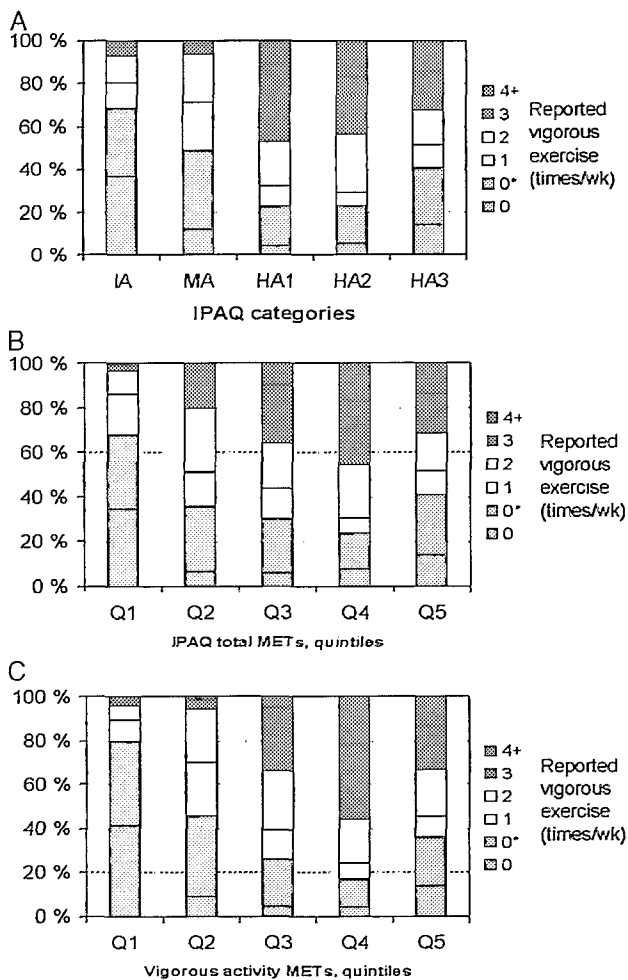 A
100 %
80 %
60 %
40 %
20 %
0 %
IA MA HA1 HA2 HA3
IPAQ categories
4+
3
2
1
0*
0
Reported
vigorous
exercise
(times/wk)
B
100 %
80 %
60 %
40 %
20 %
0 %
Q1 Q2 Q3 Q4 Q5
IPAQ total METs, quintiles
4+
3
2
1
0*
0
Reported
vigorous
exercise
(times/wk)
C
100 %
80 %
60 %
40 %
20 %
0 %
Q1 Q2 Q3 Q4 Q5
Vigorous activity METs, quintiles
4+
3
2
1
0*
0
Reported
vigorous
exercise
(times/wk)